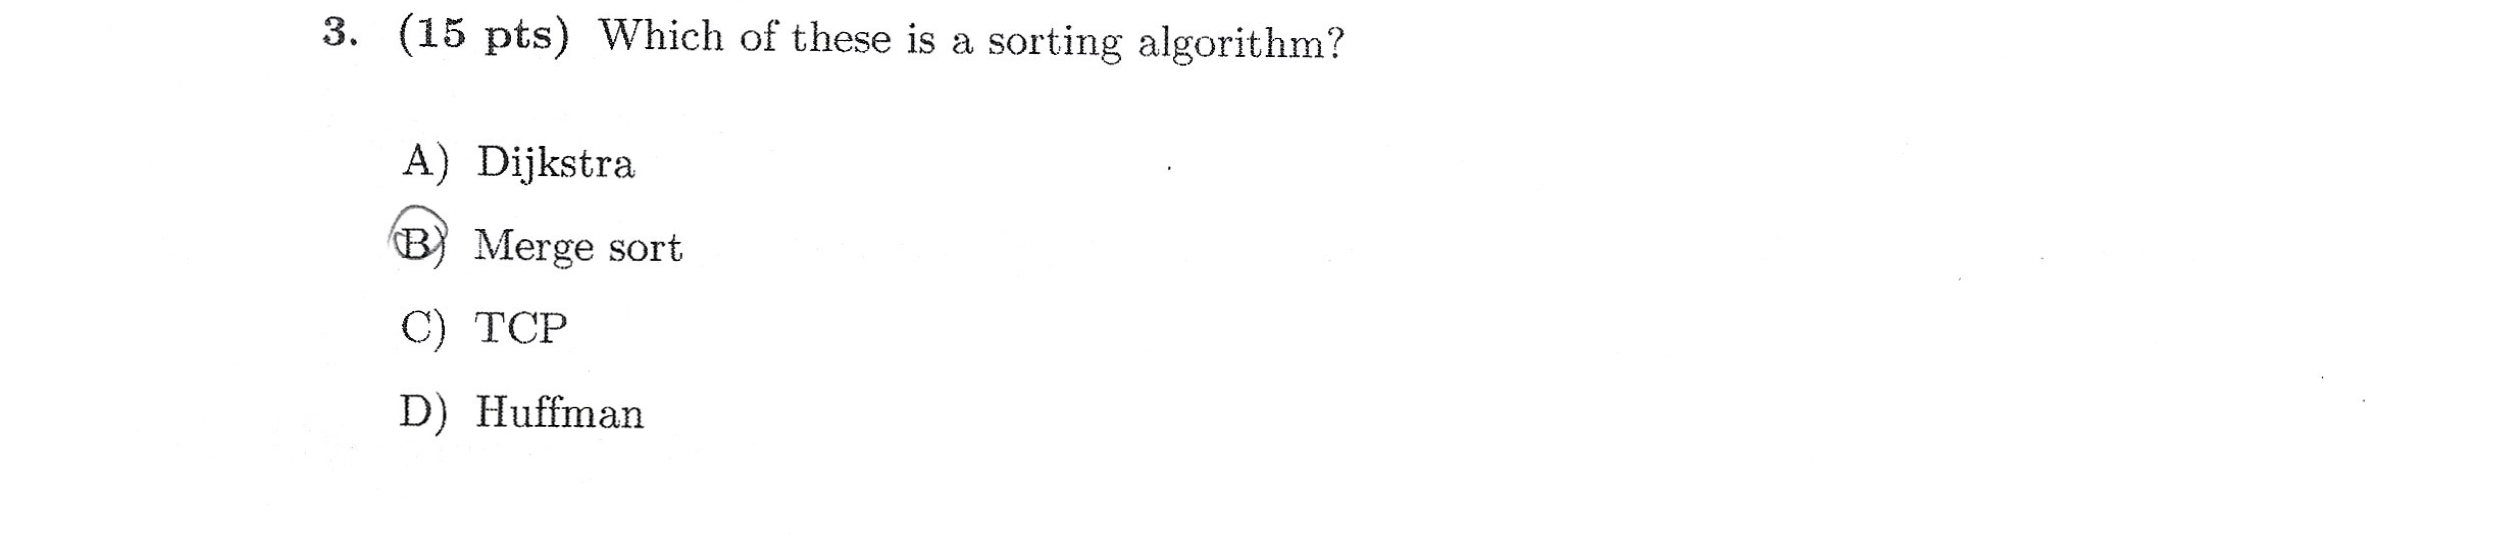 3. (15 pts) Which of these is a sorting algorithm?
A) Dijkstra
B) Merge sort
C) TCP
D) Huffman